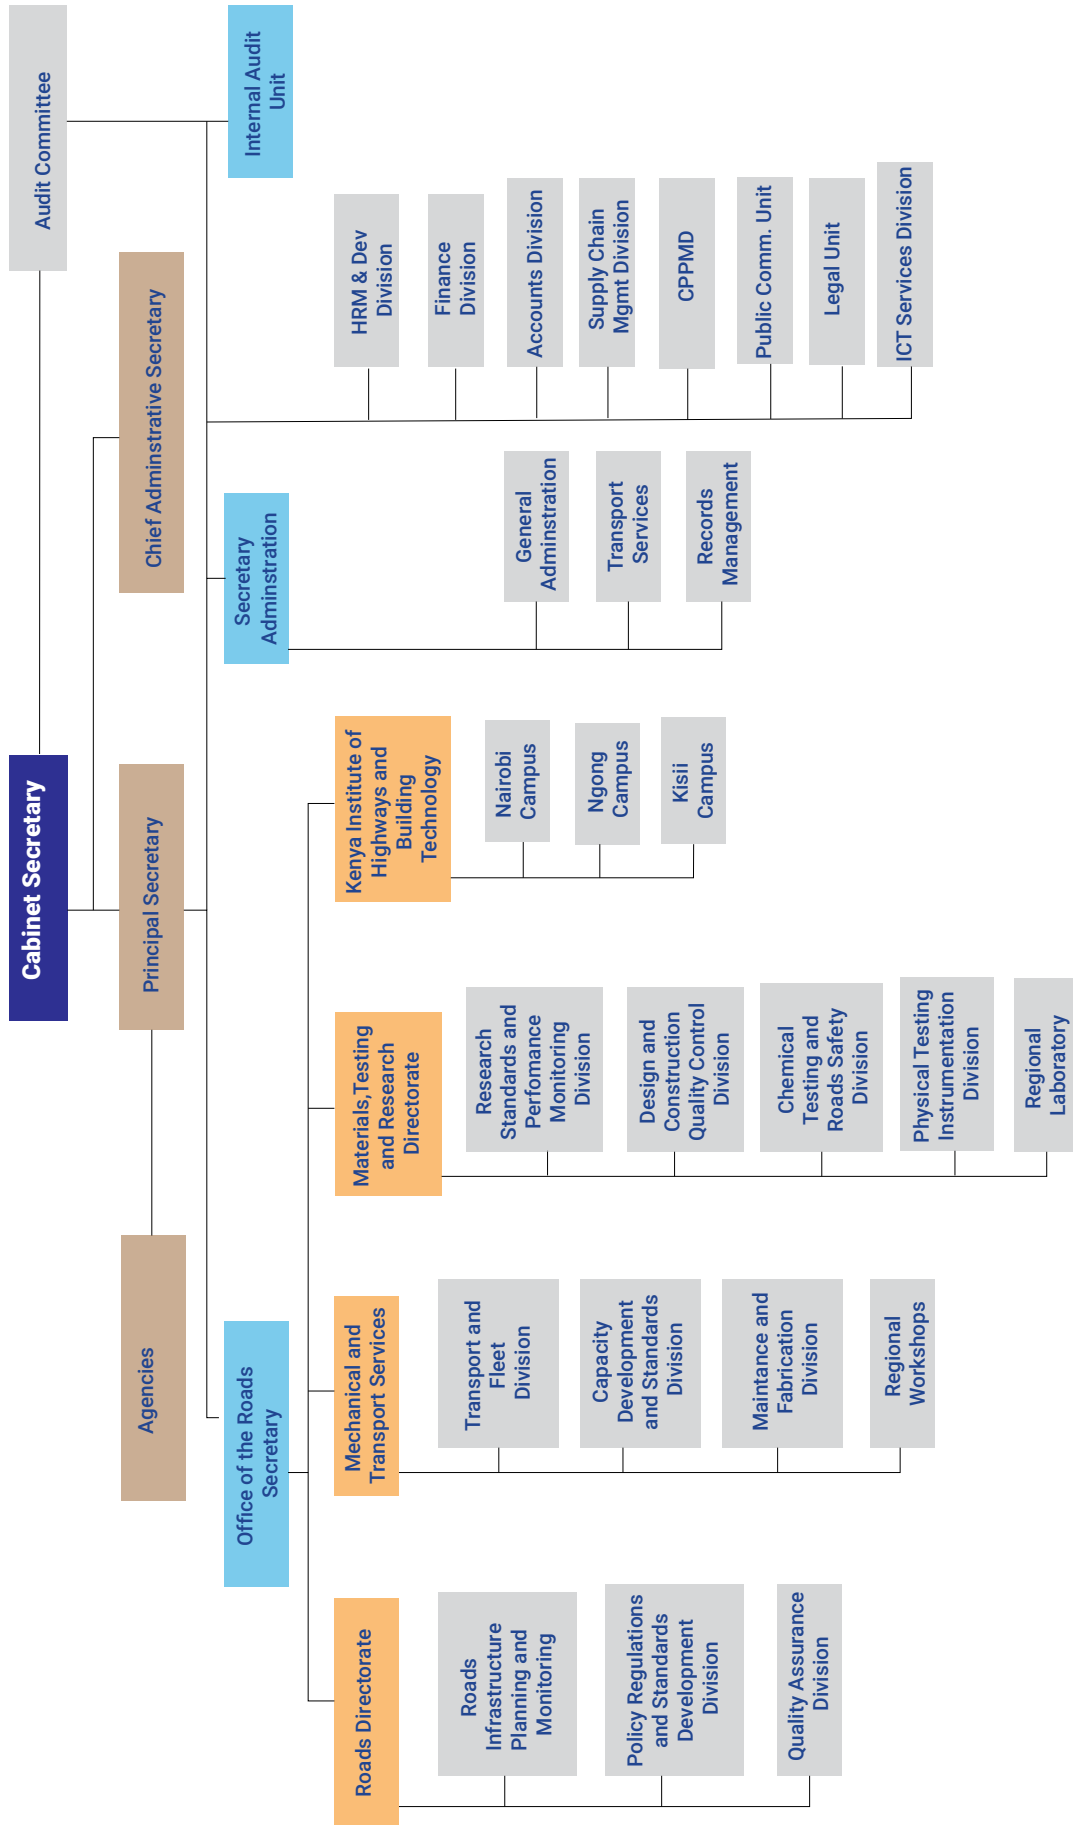 Cabinet Secretary
Audit Committee
Agencies
Principal Secretary
Chief Adminstrative Secretary
Office of the Roads
Secretary
Secretary
Adminstration
Internal Audit
Unit
Roads Directorate
Roads
Infrastructure
Planning and
Monitoring
Policy Regulations
and Standards
Development
Division
Quality Assurance
Division
Mechanical and
Transport Services
Transport and
Fleet
Division
Capacity
Development
and Standards
Division
Maintance and
Fabrication
Division
Regional
Workshops
Materials,Testing
and Research
Directorate
Research
Standards and
Perfomance
Monitoring
Division
Design and
Construction
Quality Control
Division
Chemical
Testing and
Roads Safety
Division
Physical Testing
Instrumentation
Division
Regional
Laboratory
Kenya Institute of
Highways and
Building
Technology
Nairobi
Campus
Ngong
Campus
Kisii
Campus
General
Adminstration
Transport
Services
Records
Management
HRM & Dev
Division
Finance
Division
Accounts Division
Supply Chain
Mgmt Division
CPPMD
Public Comm. Unit
Legal Unit
ICT Services Division